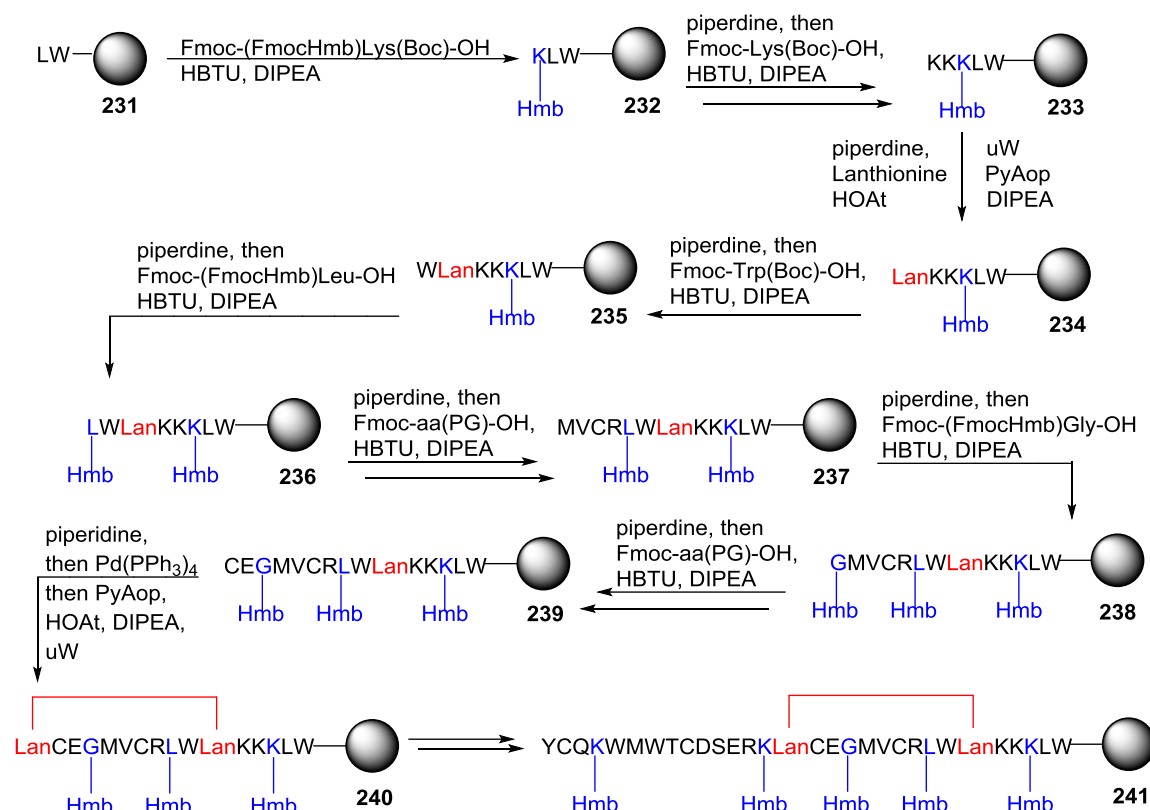 LW
231
Fmoc-(FmocHmb)Lys(Boc)-OH
HBTU, DIPEA
KLW
Hmb
232
piperdine, then
Fmoc-Lys(Boc)-OH,
HBTU, DIPEA
KKKLW
Hmb
233
piperdine,
Lanthionine
HOAt
uW
PyAop
DIPEA
LanKKKLW
Hmb
234
piperdine, then
Fmoc-Trp(Boc)-OH,
HBTU, DIPEA
WLanKKKLW
Hmb
235
piperdine, then
Fmoc-(FmocHmb)Leu-OH
HBTU, DIPEA
LWLanKKKLW
Hmb Hmb
236
piperdine, then
Fmoc-aa(PG)-OH,
HBTU, DIPEA
MVCRLWLanKKKLW
Hmb Hmb
237
piperdine, then
Fmoc-(FmocHmb)Gly-OH
HBTU, DIPEA
GMVCRLWLanKKKLW
Hmb Hmb Hmb
238
piperdine, then
Fmoc-aa(PG)-OH,
HBTU, DIPEA
CEGMVCRLWLanKKKLW
Hmb Hmb Hmb
239
piperidine,
then Pd(PPh3)4
then PyAop,
HOAt, DIPEA,
uW
LanCEGMVCRLWLanKKKLW
Hmb Hmb Hmb
240
YCQKWMWTCDSERKLanCEGMVCRLWLanKKKLW
Hmb Hmb Hmb Hmb Hmb
241